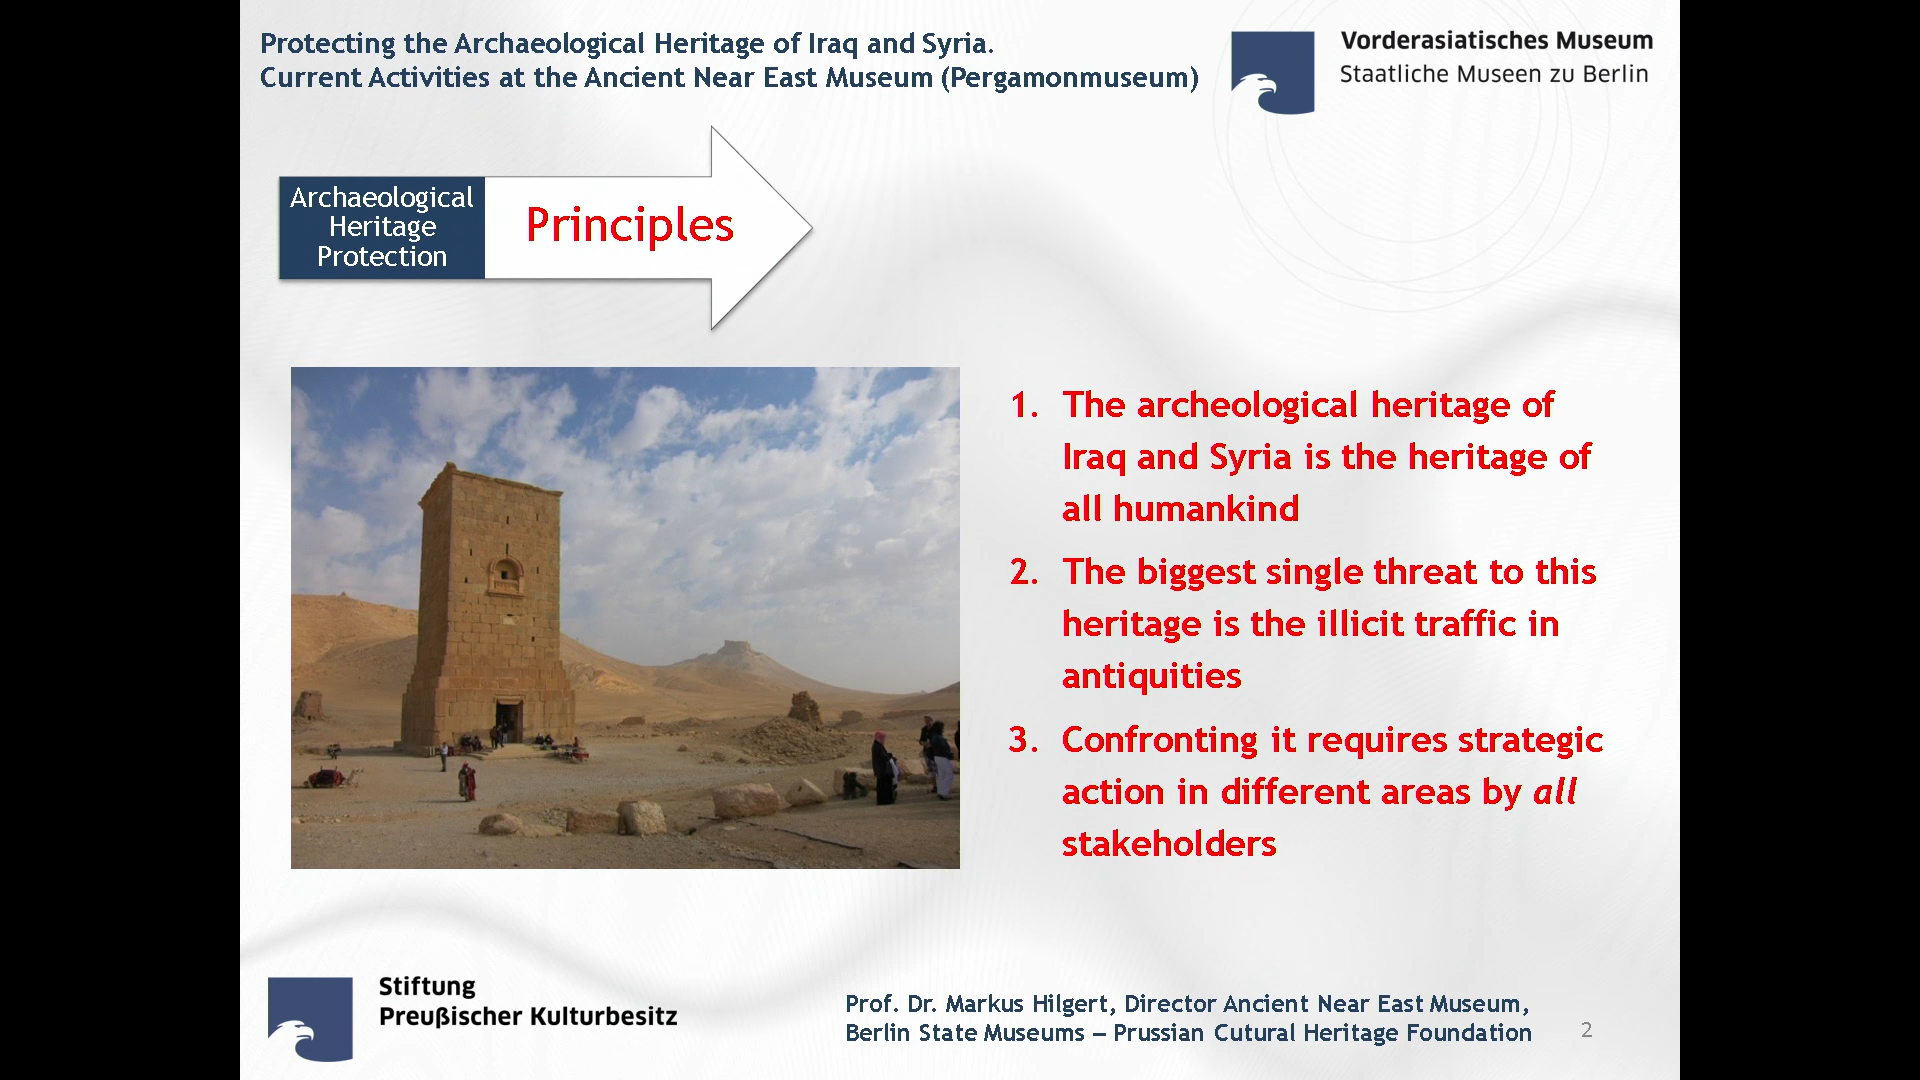 Protecting the Archaeological Heritage of Iraq and Syria.
Current Activities at the Ancient Near East Museum (Pergamonmuseum)
Vorderasiatisches Museum
Staatliche Museen zu Berlin
Archaeological
Heritage
Protection
Principles
1. The archeological heritage of
Iraq and Syria is the heritage of
all humankind
2. The biggest single threat to this
heritage is the illicit traffic in
antiquities
3. Confronting it requires strategic
action in different areas by all
stakeholders
Stiftung
Preußischer Kulturbesitz
Prof. Dr. Markus Hilgert, Director Ancient Near East Museum,
Berlin State Museums – Prussian Cutural Heritage Foundation
2